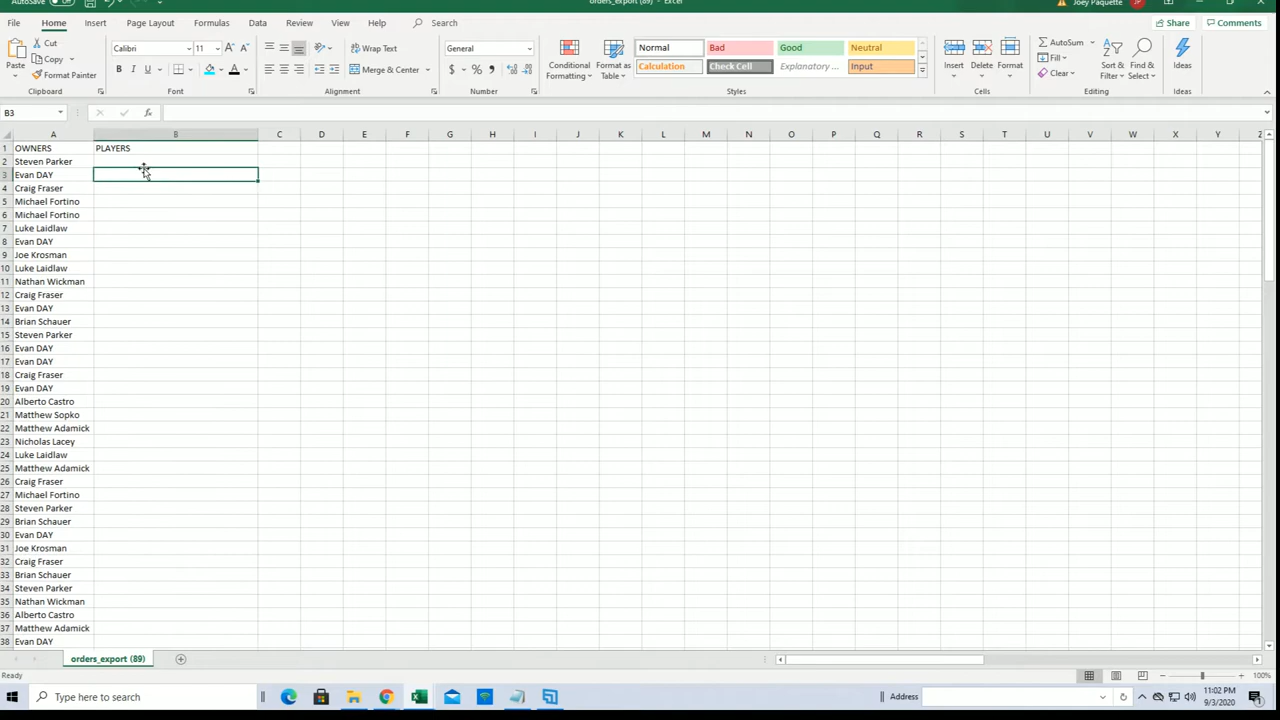 AutoSave Off orders_export (89) - Excel Joey Paquette JP
File Home Insert Page Layout Formulas Data Review View Help Search Share Comments
Paste Cut Copy Format Painter Clipboard
Calibri 11 B I U A Font
Wrap Text Merge & Center Alignment
General $ % , Number
Conditional Formatting Format as Table Normal Bad Good Neutral Calculation Check Cell Explanatory ... Input Styles
Insert Delete Format Cells
AutoSum Fill Clear Sort & Filter Find & Select Editing
Ideas Ideas
B3 fx
A B C D E F G H I J K L M N O P Q R S T U V W X Y Z
1 OWNERS PLAYERS
2 Steven Parker
3 Evan DAY
4 Craig Fraser
5 Michael Fortino
6 Michael Fortino
7 Luke Laidlaw
8 Evan DAY
9 Joe Krosman
10 Luke Laidlaw
11 Nathan Wickman
12 Craig Fraser
13 Evan DAY
14 Brian Schauer
15 Steven Parker
16 Evan DAY
17 Evan DAY
18 Craig Fraser
19 Evan DAY
20 Alberto Castro
21 Matthew Sopko
22 Matthew Adamick
23 Nicholas Lacey
24 Luke Laidlaw
25 Matthew Adamick
26 Craig Fraser
27 Michael Fortino
28 Steven Parker
29 Brian Schauer
30 Evan DAY
31 Joe Krosman
32 Craig Fraser
33 Brian Schauer
34 Steven Parker
35 Nathan Wickman
36 Alberto Castro
37 Matthew Adamick
38 Evan DAY
orders_export (89)
Ready 100%
Type here to search Address 11:02 PM
9/3/2020 1